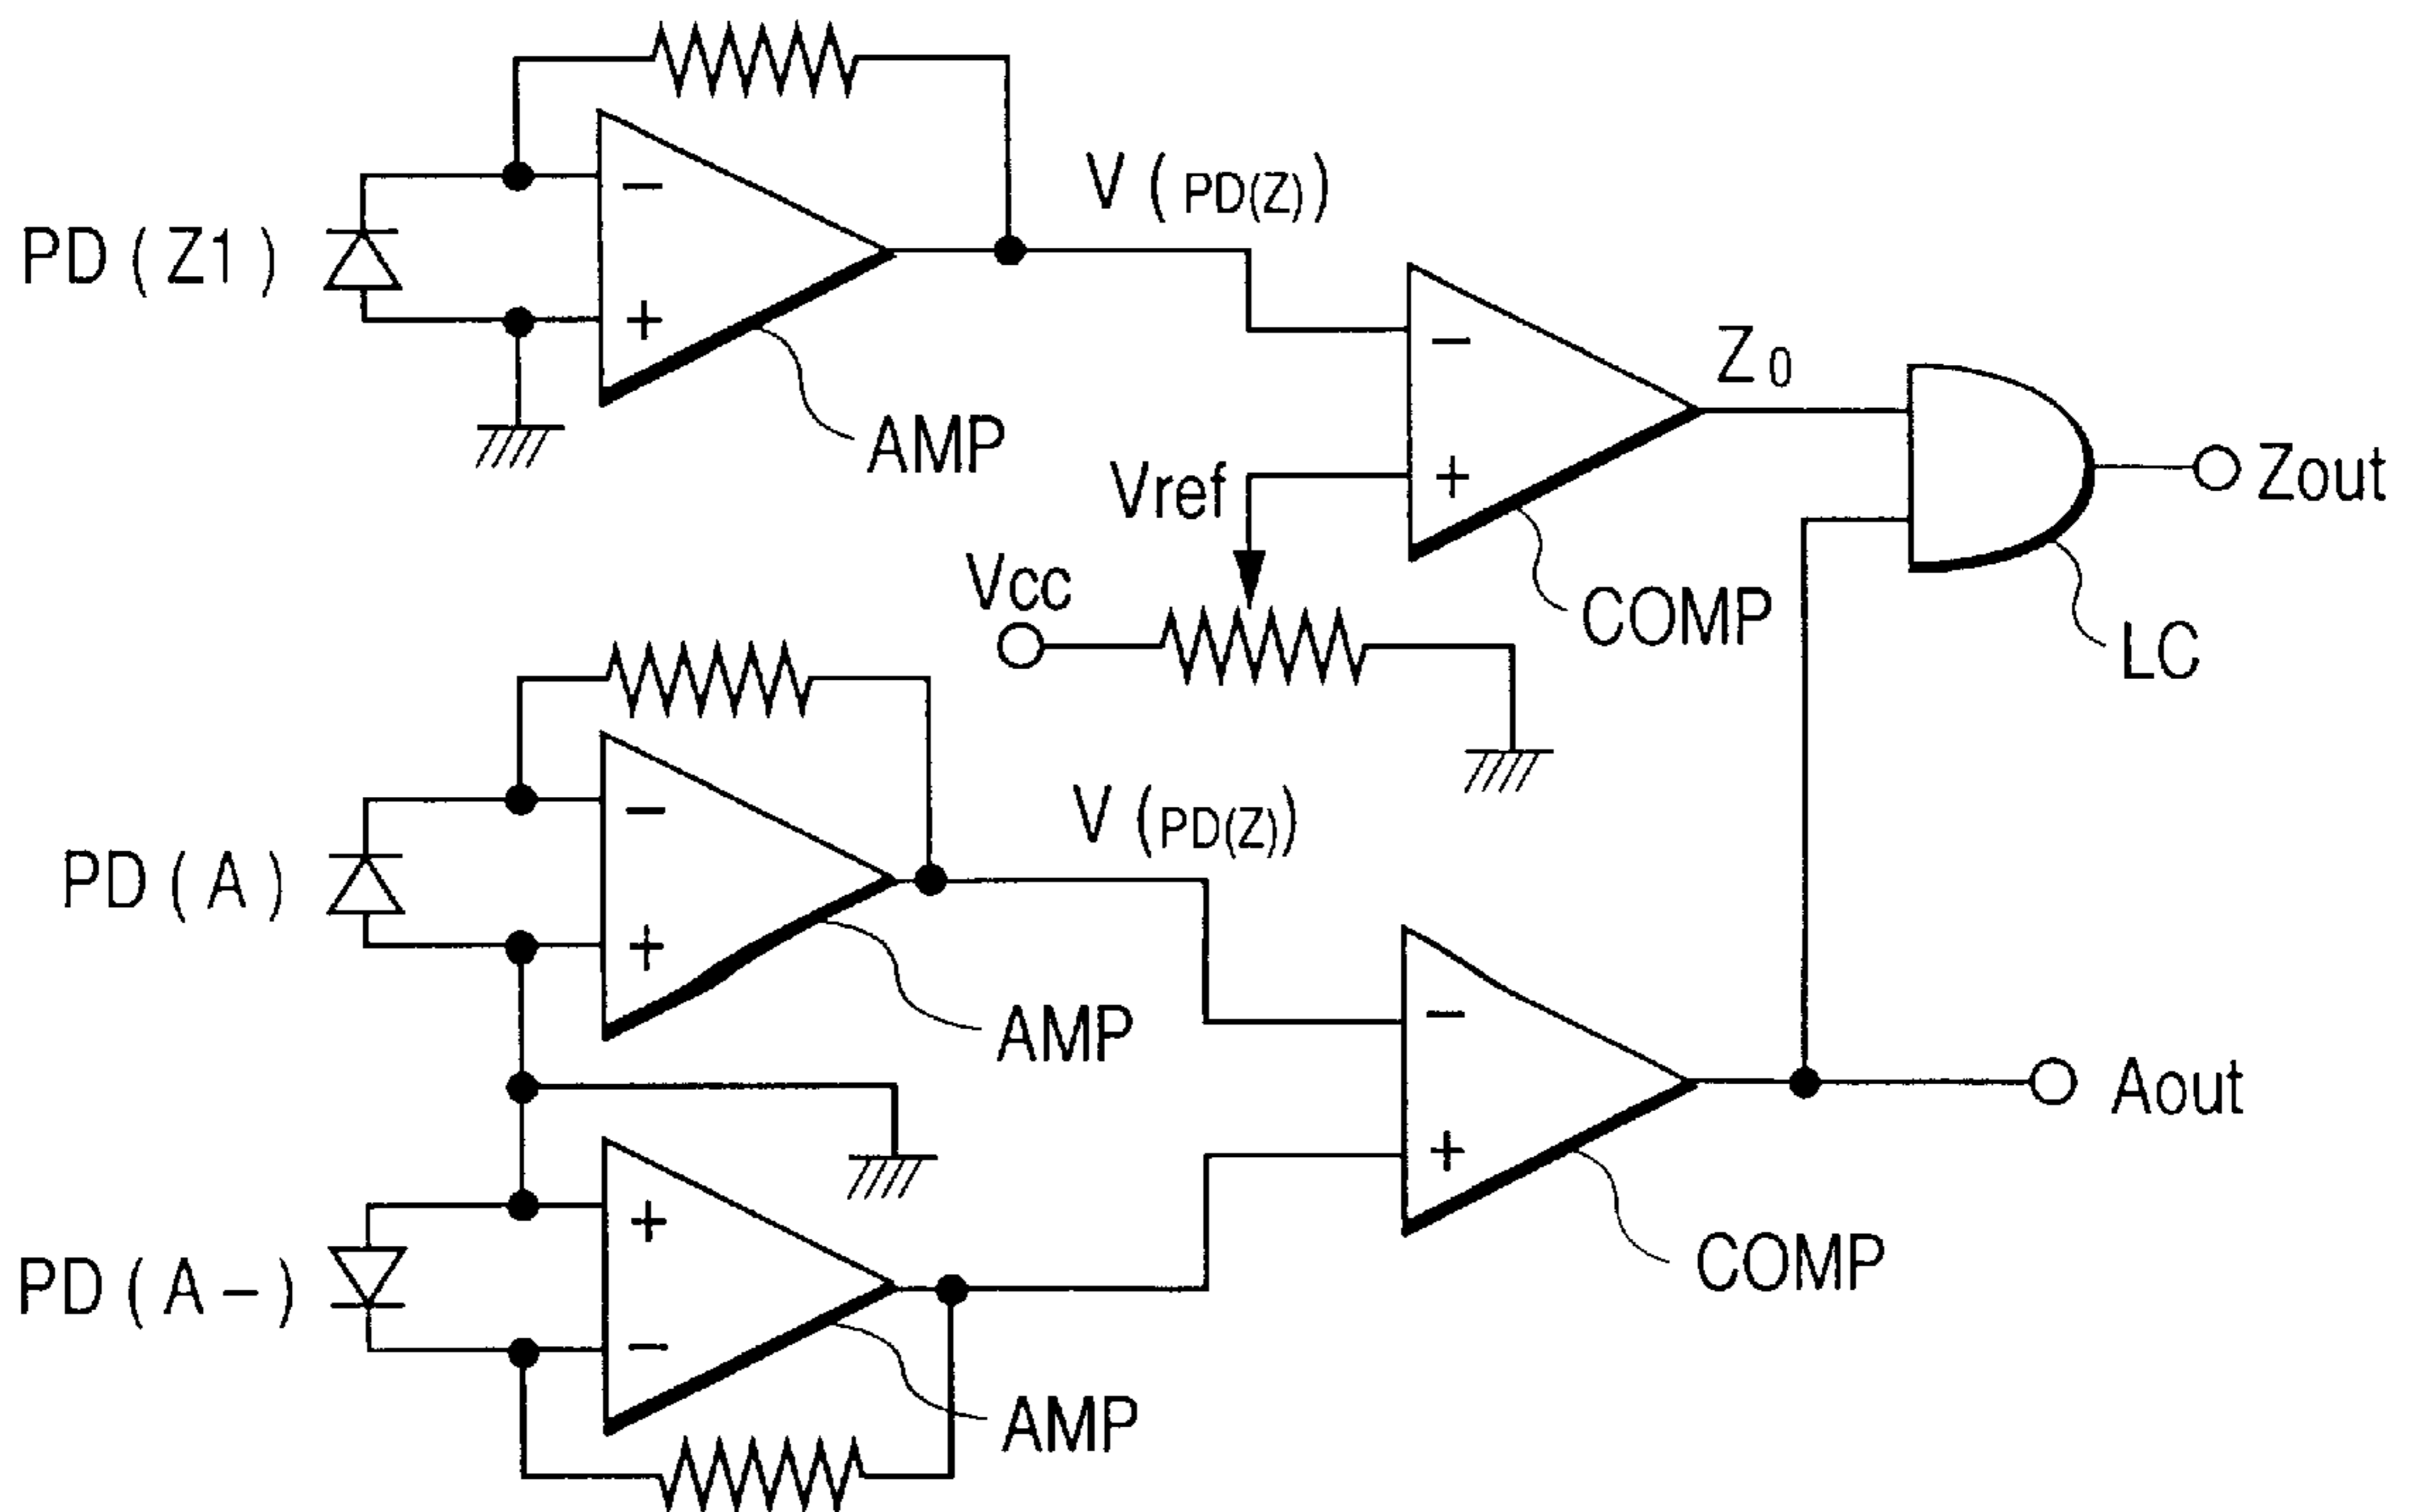 V (PD(Z))
PD(Z1)
−
+
AMP
−
+
Z0
Zout
Vref
Vcc
COMP
LC
PD(A)
−
+
V (PD(Z))
AMP
−
+
Aout
COMP
PD(A−)
+
−
AMP